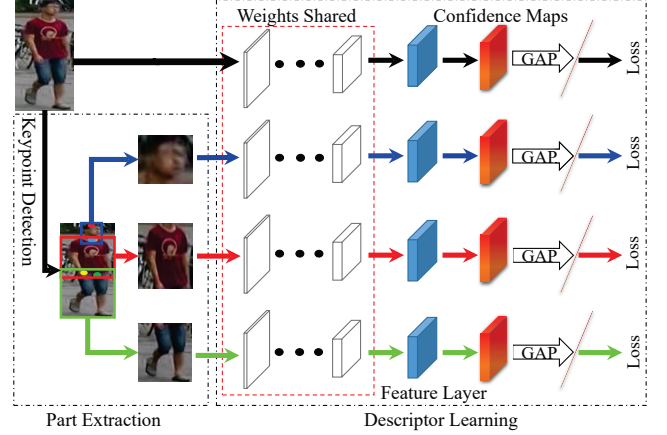 Weights Shared
Confidence Maps
GAP
Loss
Keypoint Detection
GAP
Loss
GAP
Loss
GAP
Loss
Feature Layer
Part Extraction
Descriptor Learning